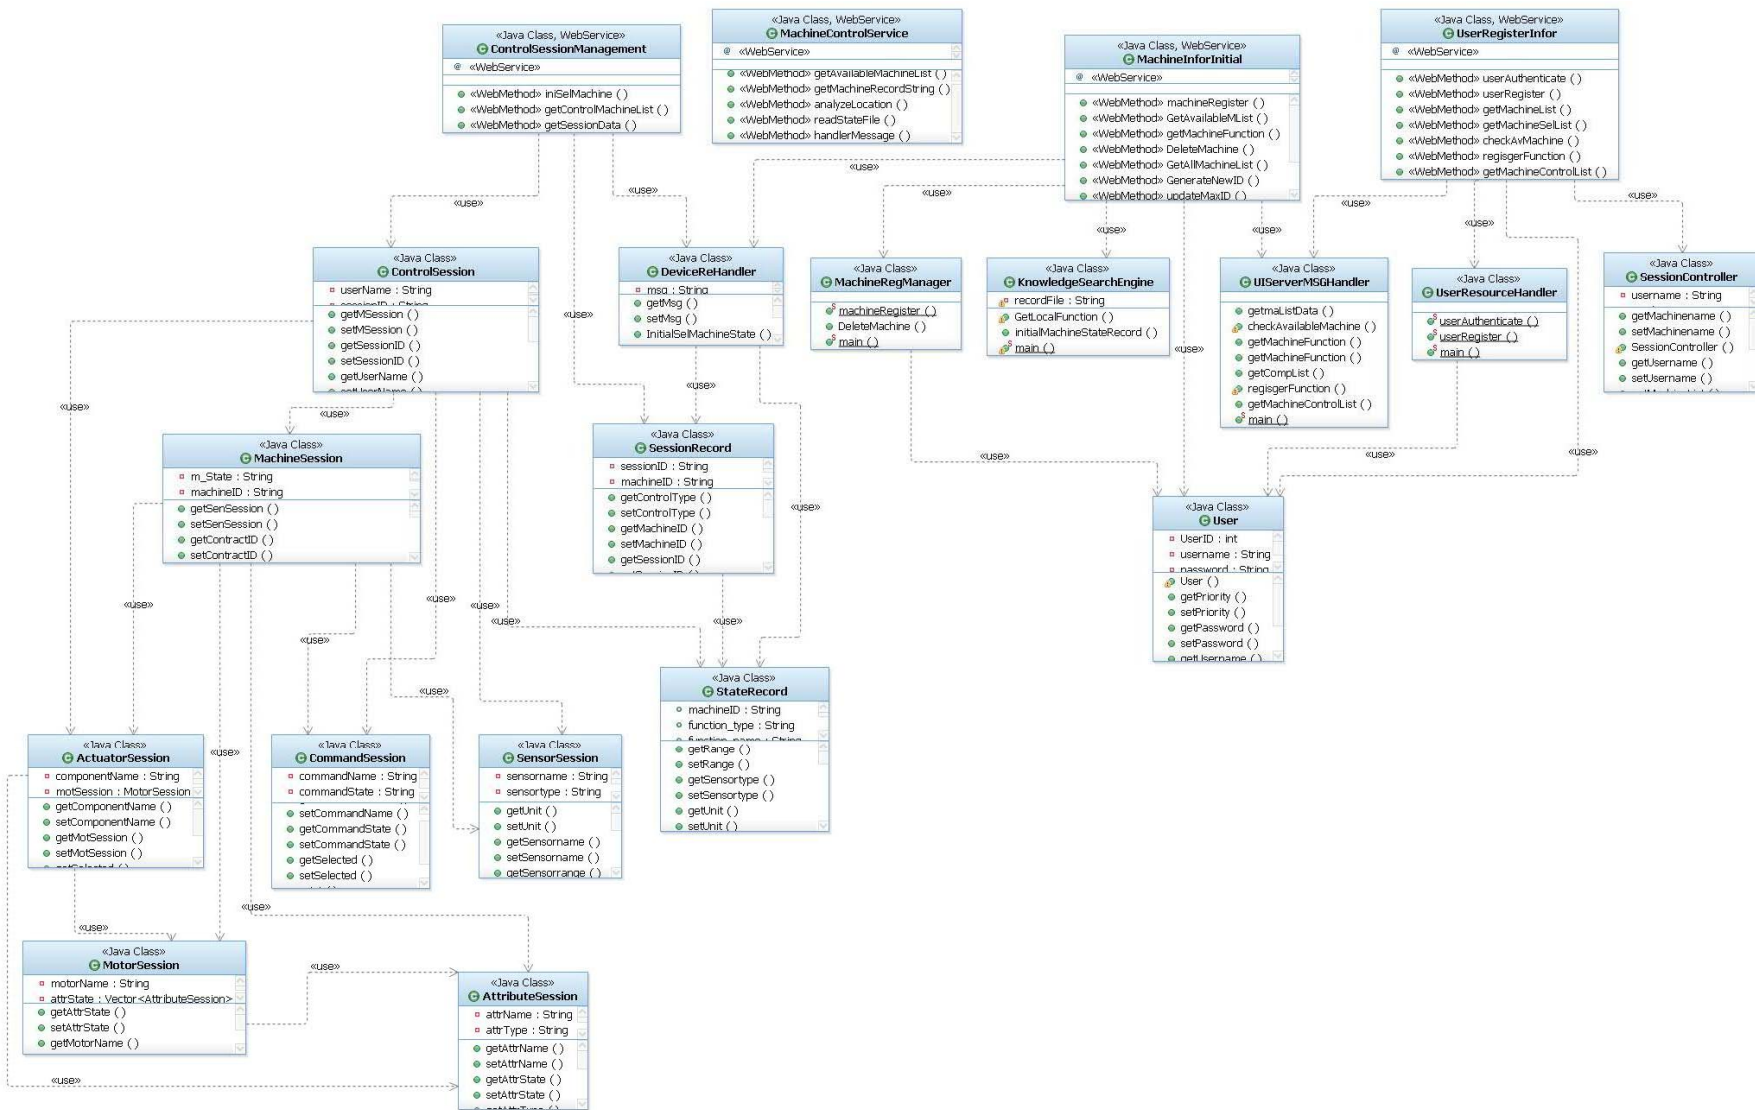 «Java Class, WebService»
ControlSessionManagement
@ «WebService»
«WebMethod» iniSelMachine ( )
«WebMethod» getControlMachineList ( )
«WebMethod» getSessionData ( )
«Java Class, WebService»
MachineControlService
@ «WebService»
«WebMethod» getAvailableMachineList ( )
«WebMethod» getMachineRecordString ( )
«WebMethod» analyzeLocation ( )
«WebMethod» readStateFile ( )
«WebMethod» handlerMessage ( )
«Java Class, WebService»
MachineInforInitial
@ «WebService»
«WebMethod» machineRegister ( )
«WebMethod» GetAvailableMList ( )
«WebMethod» getMachineFunction ( )
«WebMethod» DeleteMachine ( )
«WebMethod» GetAllMachineList ( )
«WebMethod» GenerateNewID ( )
«WebMethod» updateMaxID ( )
«Java Class, WebService»
UserRegisterInfor
@ «WebService»
«WebMethod» userAuthenticate ( )
«WebMethod» userRegister ( )
«WebMethod» getMachineList ( )
«WebMethod» getMachineSelList ( )
«WebMethod» checkAvMachine ( )
«WebMethod» regisgerFunction ( )
«WebMethod» getMachineControlList ( )
«use»
«use»
«use»
«use»
«use»
«use»
«use»
«use»
«use»
«use»
«use»
«Java Class»
ControlSession
userName : String
sessionID : String
getMSession ( )
setMSession ( )
getSessionID ( )
setSessionID ( )
getUserName ( )
setUserName ( )
«Java Class»
DeviceReHandler
msg : String
getMsg ( )
setMsg ( )
InitialSelMachineState ( )
«Java Class»
MachineRegManager
machineRegister ( )
DeleteMachine ( )
main ( )
«Java Class»
KnowledgeSearchEngine
recordFile : String
GetLocalFunction ( )
initialMachineStateRecord ( )
main ( )
«Java Class»
UIServerMSGHandler
getmaListData ( )
checkAvailableMachine ( )
getMachineFunction ( )
getMachineFunction ( )
getCompList ( )
regisgerFunction ( )
getMachineControlList ( )
main ( )
«Java Class»
UserResourceHandler
userAuthenticate ( )
userRegister ( )
main ( )
«Java Class»
SessionController
username : String
getMachinename ( )
setMachinename ( )
SessionController ( )
getUsername ( )
setUsername ( )
«use»
«use»
«use»
«use»
«use»
«use»
«use»
«use»
«Java Class»
MachineSession
m_State : String
machineID : String
getSenSession ( )
setSenSession ( )
getContractID ( )
setContractID ( )
«Java Class»
SessionRecord
sessionID : String
machineID : String
getControlType ( )
setControlType ( )
getMachineID ( )
setMachineID ( )
getSessionID ( )
setSessionID ( )
«Java Class»
User
UserID : int
username : String
password : String
User ( )
getPriority ( )
setPriority ( )
getPassword ( )
setPassword ( )
getUsername ( )
«use»
«use»
«use»
«use»
«use»
«use»
«use»
«use»
«use»
«Java Class»
StateRecord
machineID : String
function_type : String
function_name : String
getRange ( )
setRange ( )
getSensortype ( )
setSensortype ( )
getUnit ( )
setUnit ( )
«Java Class»
ActuatorSession
componentName : String
motSession : MotorSession
getComponentName ( )
setComponentName ( )
getMotSession ( )
setMotSession ( )
getSelected ( )
«Java Class»
CommandSession
commandName : String
commandState : String
setCommandName ( )
getCommandState ( )
setCommandState ( )
getSelected ( )
setSelected ( )
«Java Class»
SensorSession
sensorname : String
sensortype : String
getUnit ( )
setUnit ( )
getSensorname ( )
setSensorname ( )
getSensorrange ( )
«use»
«use»
«Java Class»
MotorSession
motorName : String
attrState : Vector<AttributeSession>
getAttrState ( )
setAttrState ( )
getMotorName ( )
«use»
«use»
«Java Class»
AttributeSession
attrName : String
attrType : String
getAttrName ( )
setAttrName ( )
getAttrState ( )
setAttrState ( )
getAttrType ( )